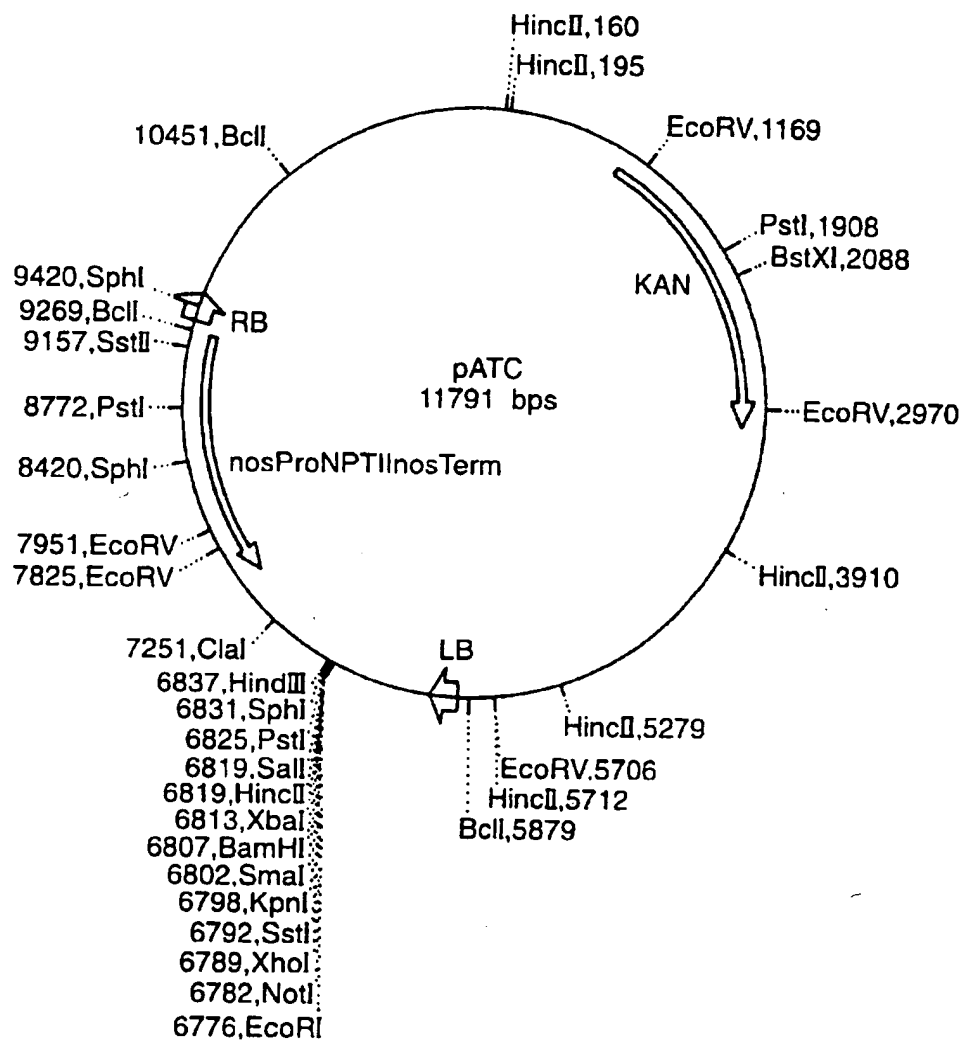 HincⅡ,160
HincⅡ,195
EcoRV,1169
10451,BclI
PstI,1908
BstXI,2088
KAN
9420,SphI
9269,BclI
RB
9157,SstⅡ
pATC
11791 bps
8772,PstI
EcoRV,2970
8420,SphI
nosProNPTIInosTerm
7951,EcoRV
7825,EcoRV
HincⅡ,3910
7251,ClaI
LB
6837,HindⅢ
6831,SphI
6825,PstI
6819,SalI
6819,HincⅡ
6813,XbaI
6807,BamHI
6802,SmaI
6798,KpnI
6792,SstI
6789,XhoI
6782,NotI
6776,EcoRI
HincⅡ,5279
EcoRV,5706
HincⅡ,5712
BclI,5879